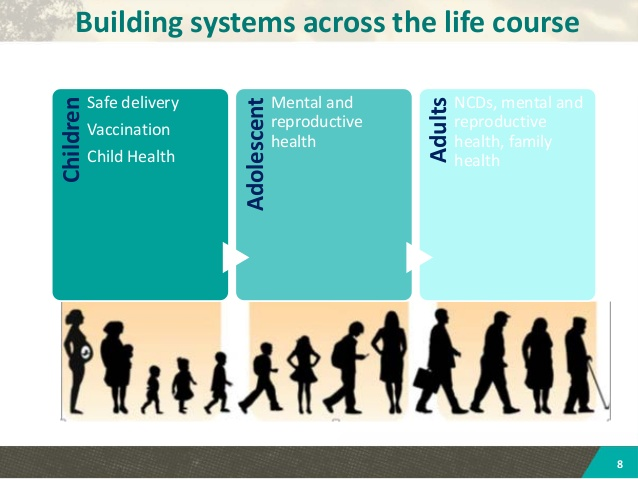 Building systems across the life course
Children
Safe delivery
Vaccination
Child Health
Adolescent
Mental and
reproductive
health
Adults
NCDs, mental and
reproductive
health, family
health
8